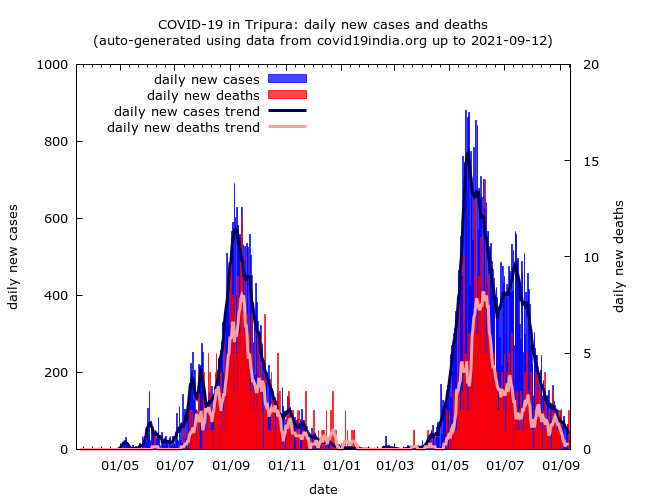 COVID-19 in Tripura: daily new cases and deaths
(auto-generated using data from covid19india.org up to 2021-09-12)
daily new cases
daily new deaths
daily new cases trend
daily new deaths trend
1000
800
600
400
200
0
daily new cases
20
15
10
5
0
daily new deaths
01/05 01/07 01/09 01/11 01/01 01/03 01/05 01/07 01/09
date